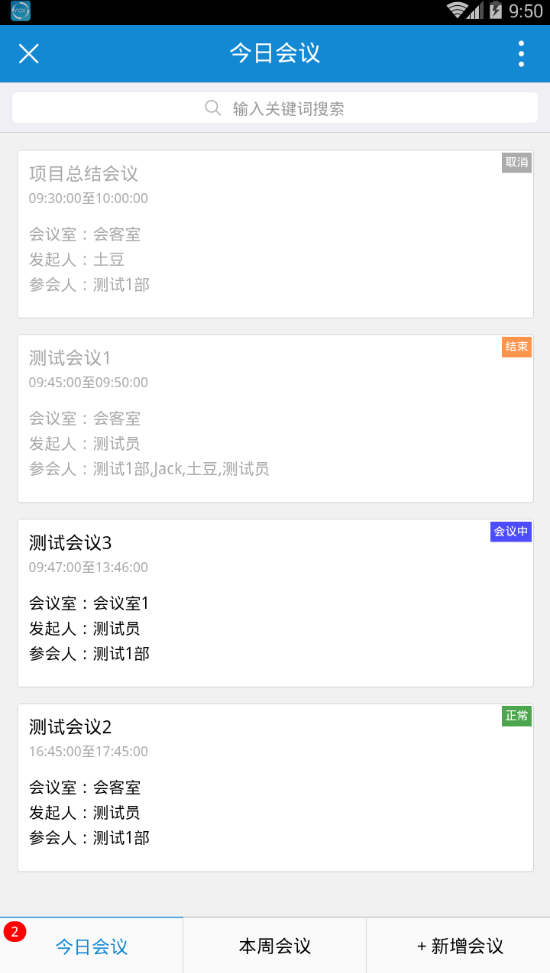 9:50
今日会议
输入关键词搜索
项目总结会议
取消
09:30:00至10:00:00
会议室：会客室
发起人：土豆
参会人：测试1部
测试会议1
结束
09:45:00至09:50:00
会议室：会客室
发起人：测试员
参会人：测试1部,Jack,土豆,测试员
测试会议3
会议中
09:47:00至13:46:00
会议室：会议室1
发起人：测试员
参会人：测试1部
测试会议2
正常
16:45:00至17:45:00
会议室：会客室
发起人：测试员
参会人：测试1部
2
今日会议
本周会议
+ 新增会议